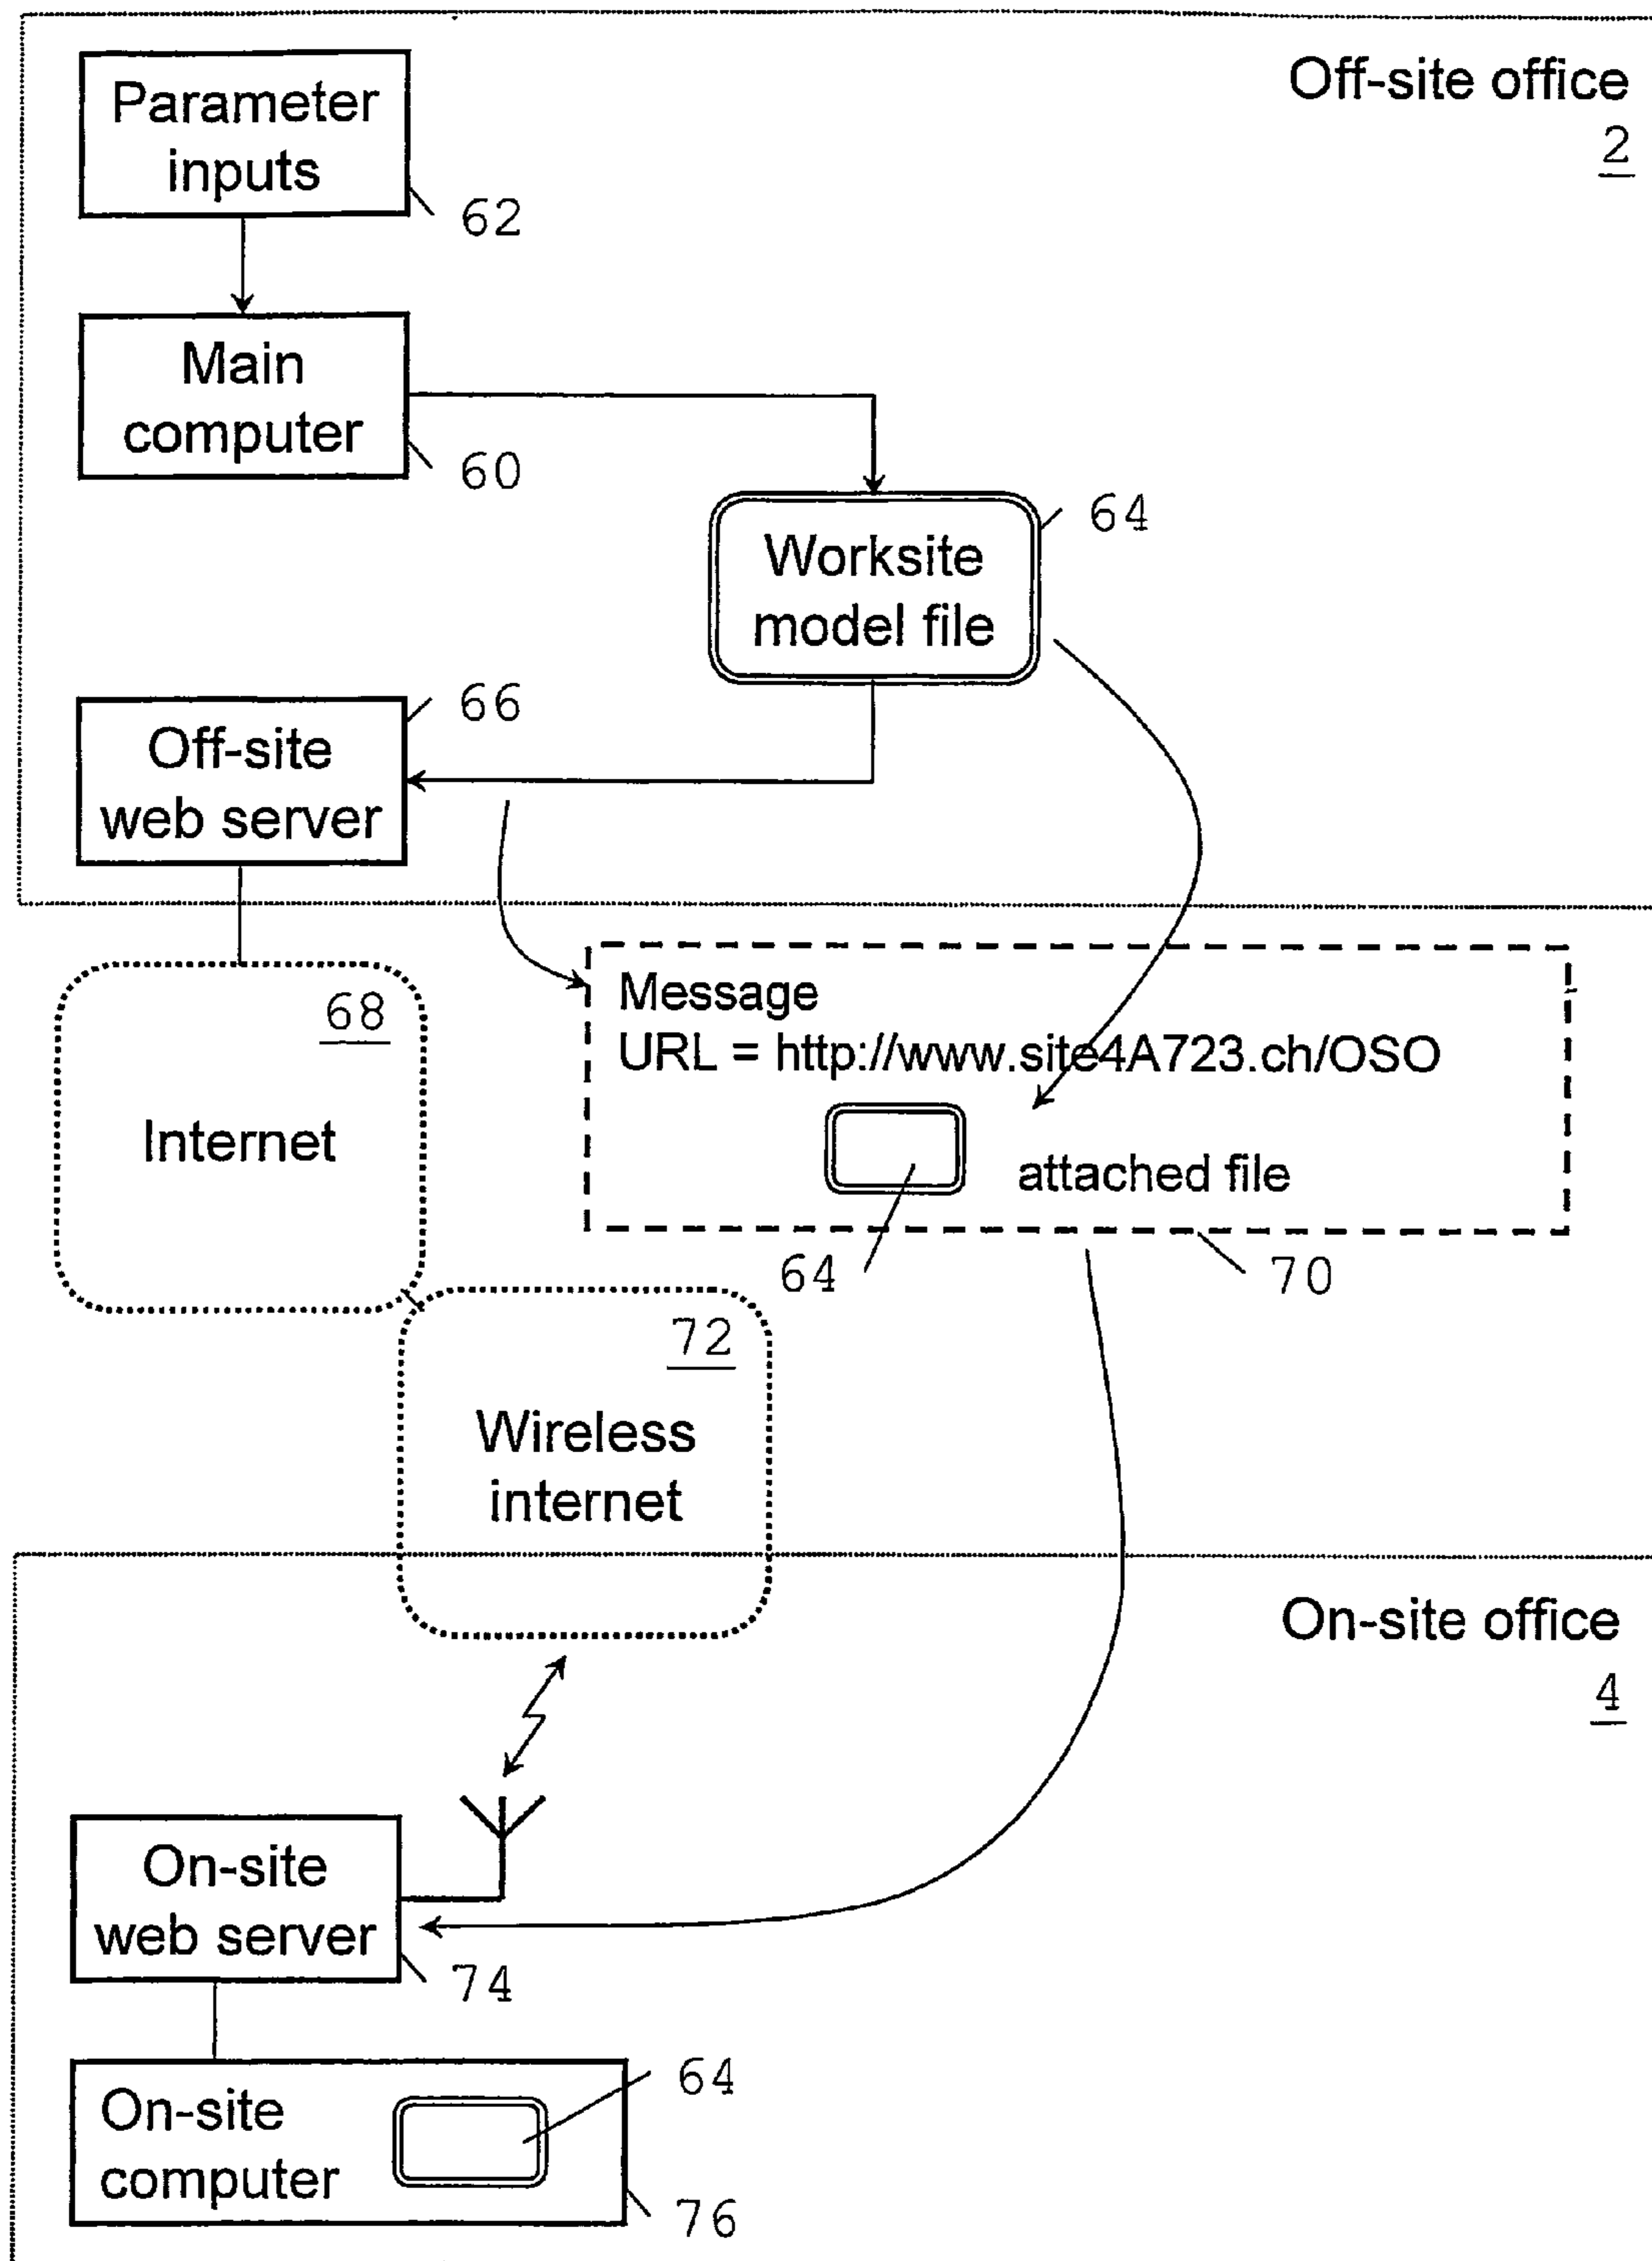 Parameter
inputs
62
Off-site office
2
Main
computer
60
Worksite
model file
64
Off-site
web server
66
68
Internet
Message
URL = http://www.site4A723.ch/OSO
attached file
64
70
72
Wireless
internet
On-site office
4
On-site
web server
74
On-site
computer
64
76